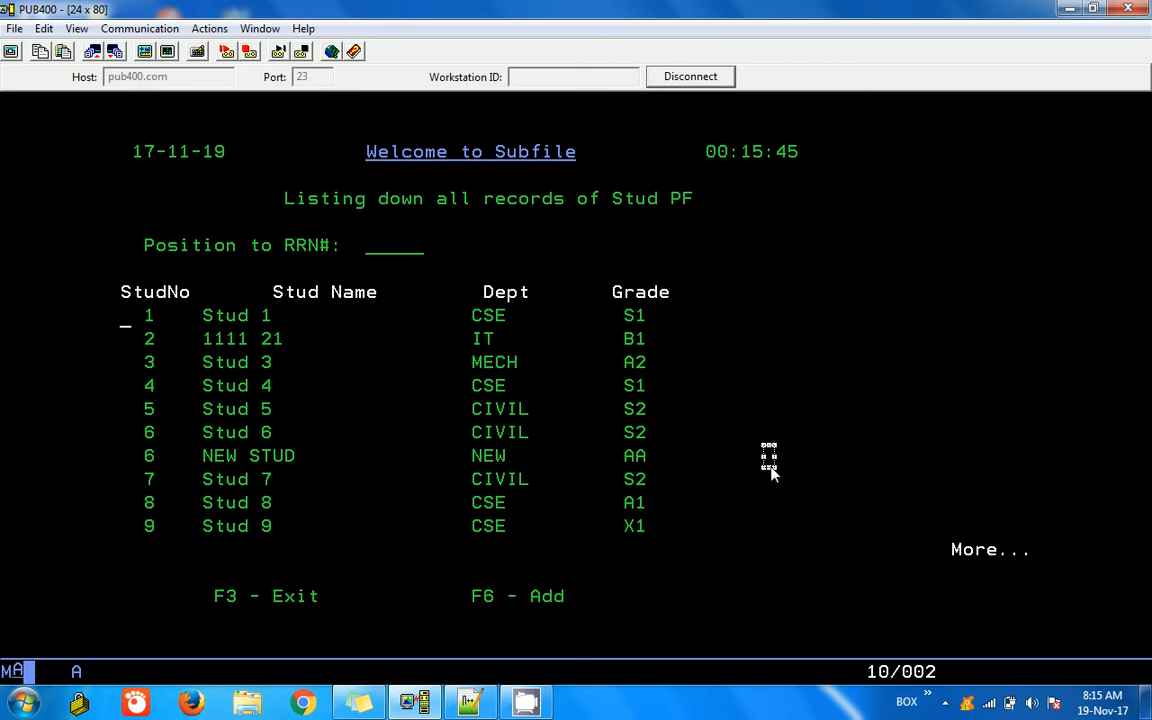 PUB400 - [24 x 80]
File Edit View Communication Actions Window Help
Host: pub400.com Port: 23 Workstation ID: Disconnect
17-11-19 Welcome to Subfile 00:15:45
Listing down all records of Stud PF
Position to RRN#: _____
StudNo Stud Name Dept Grade
_ 1 Stud 1 CSE S1
2 1111 21 IT B1
3 Stud 3 MECH A2
4 Stud 4 CSE S1
5 Stud 5 CIVIL S2
6 Stud 6 CIVIL S2
6 NEW STUD NEW AA
7 Stud 7 CIVIL S2
8 Stud 8 CSE A1
9 Stud 9 CSE X1
More...
F3 - Exit F6 - Add
MA A 10/002
BOX » 8:15 AM
19-Nov-17